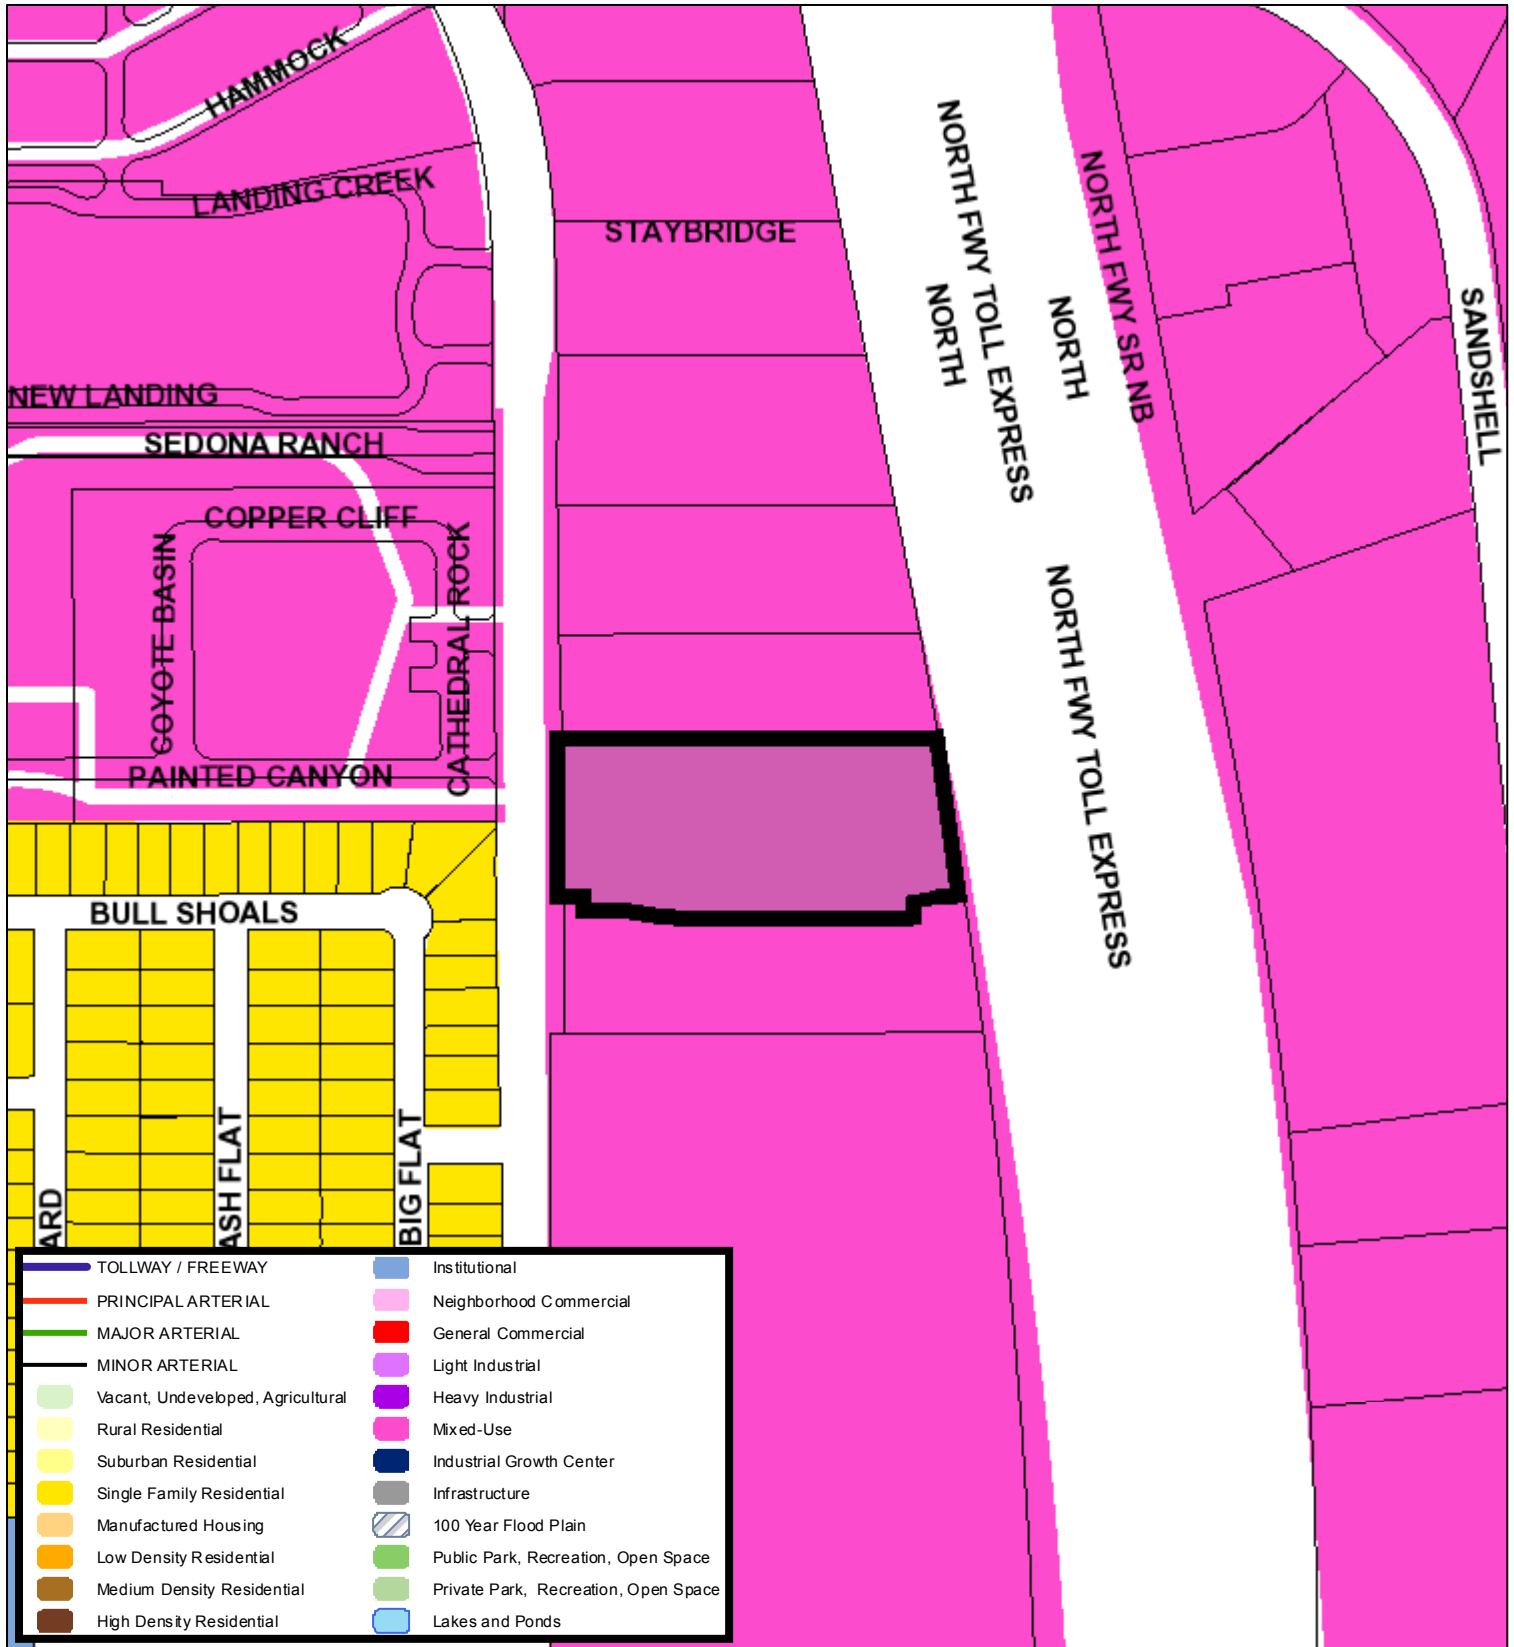 HAMMOCK
LANDING CREEK
STAYBRIDGE
NORTH FWY TOLL EXPRESS
NORTH
NORTH
NORTH FWY SR NB
SANDSHELL
NEW LANDING
SEDONA RANCH
COPPER CLIFF
COYOTE BASIN
CATHEDRAL ROCK
NORTH FWY TOLL EXPRESS
PAINTED CANYON
BULL SHOALS
ARD
ASH FLAT
BIG FLAT
TOLLWAY / FREEWAY
PRINCIPAL ARTERIAL
MAJOR ARTERIAL
MINOR ARTERIAL
Vacant, Undeveloped, Agricultural
Rural Residential
Suburban Residential
Single Family Residential
Manufactured Housing
Low Density Residential
Medium Density Residential
High Density Residential
Institutional
Neighborhood Commercial
General Commercial
Light Industrial
Heavy Industrial
Mixed-Use
Industrial Growth Center
Infrastructure
100 Year Flood Plain
Public Park, Recreation, Open Space
Private Park, Recreation, Open Space
Lakes and Ponds